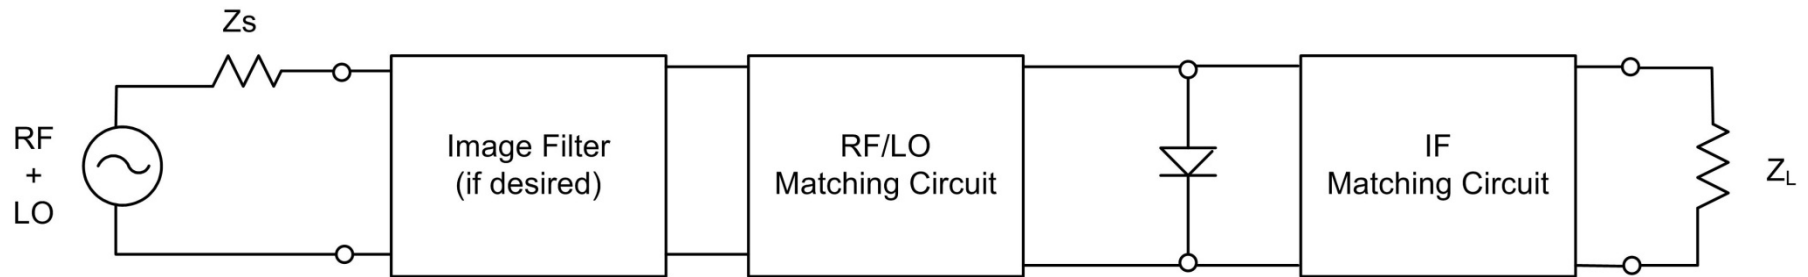 Zs
RF
+
LO
Image Filter
(if desired)
RF/LO
Matching Circuit
IF
Matching Circuit
ZL